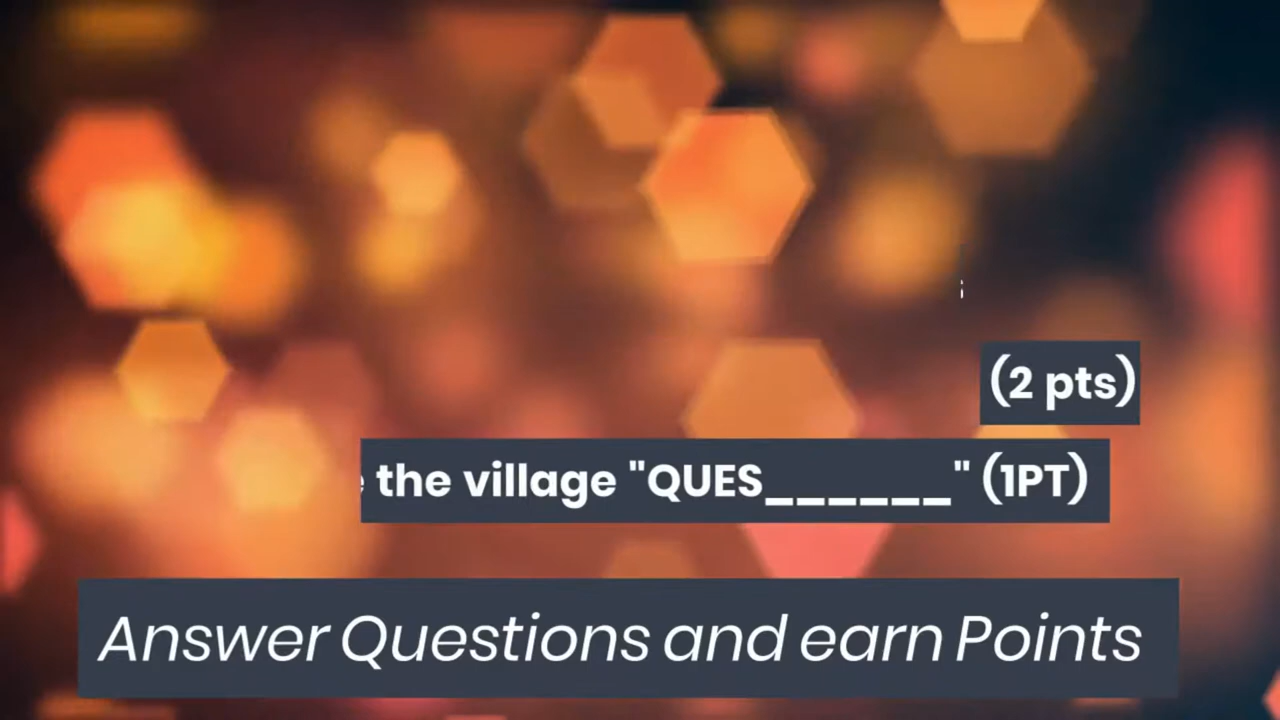 (2 pts)
the village "QUES______" (1PT)
Answer Questions and earn Points